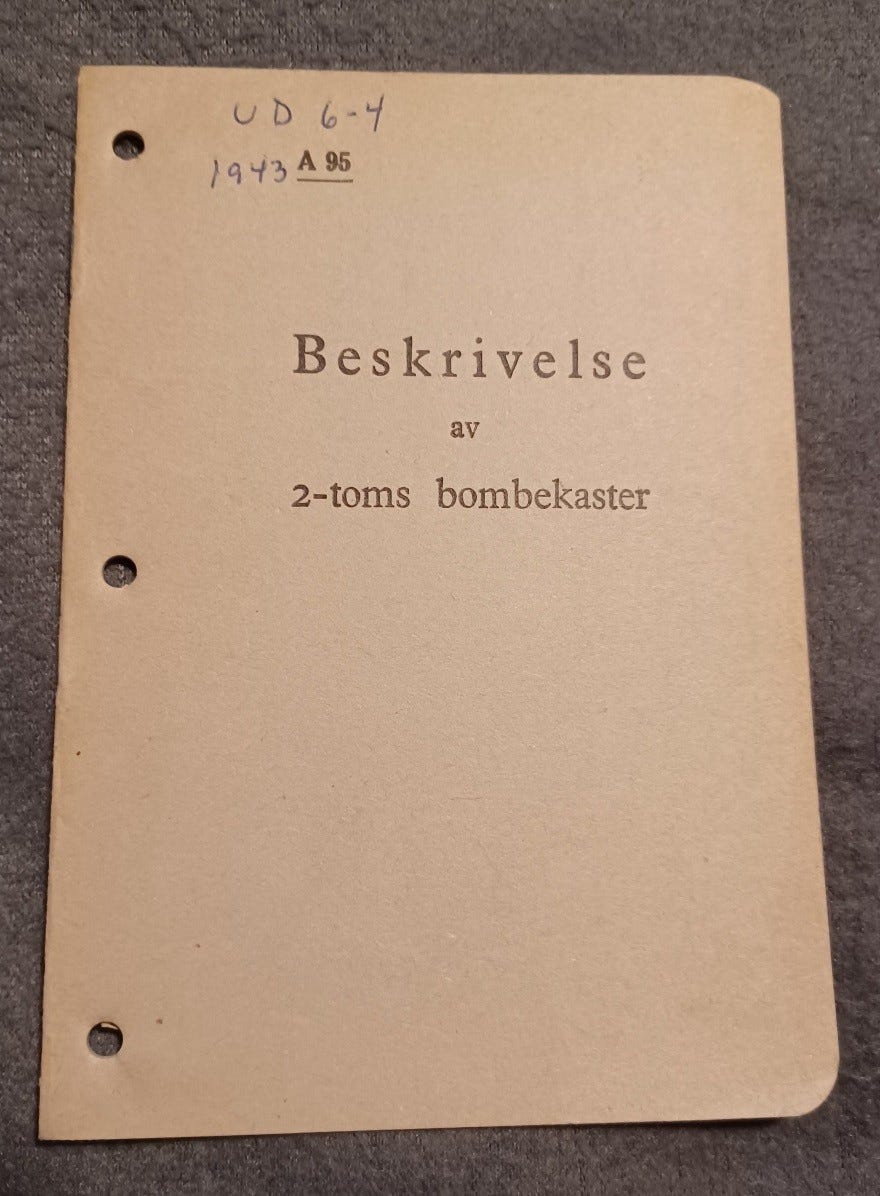 UD 6-4
1943 A 95
Beskrivelse
av
2-toms bombekaster